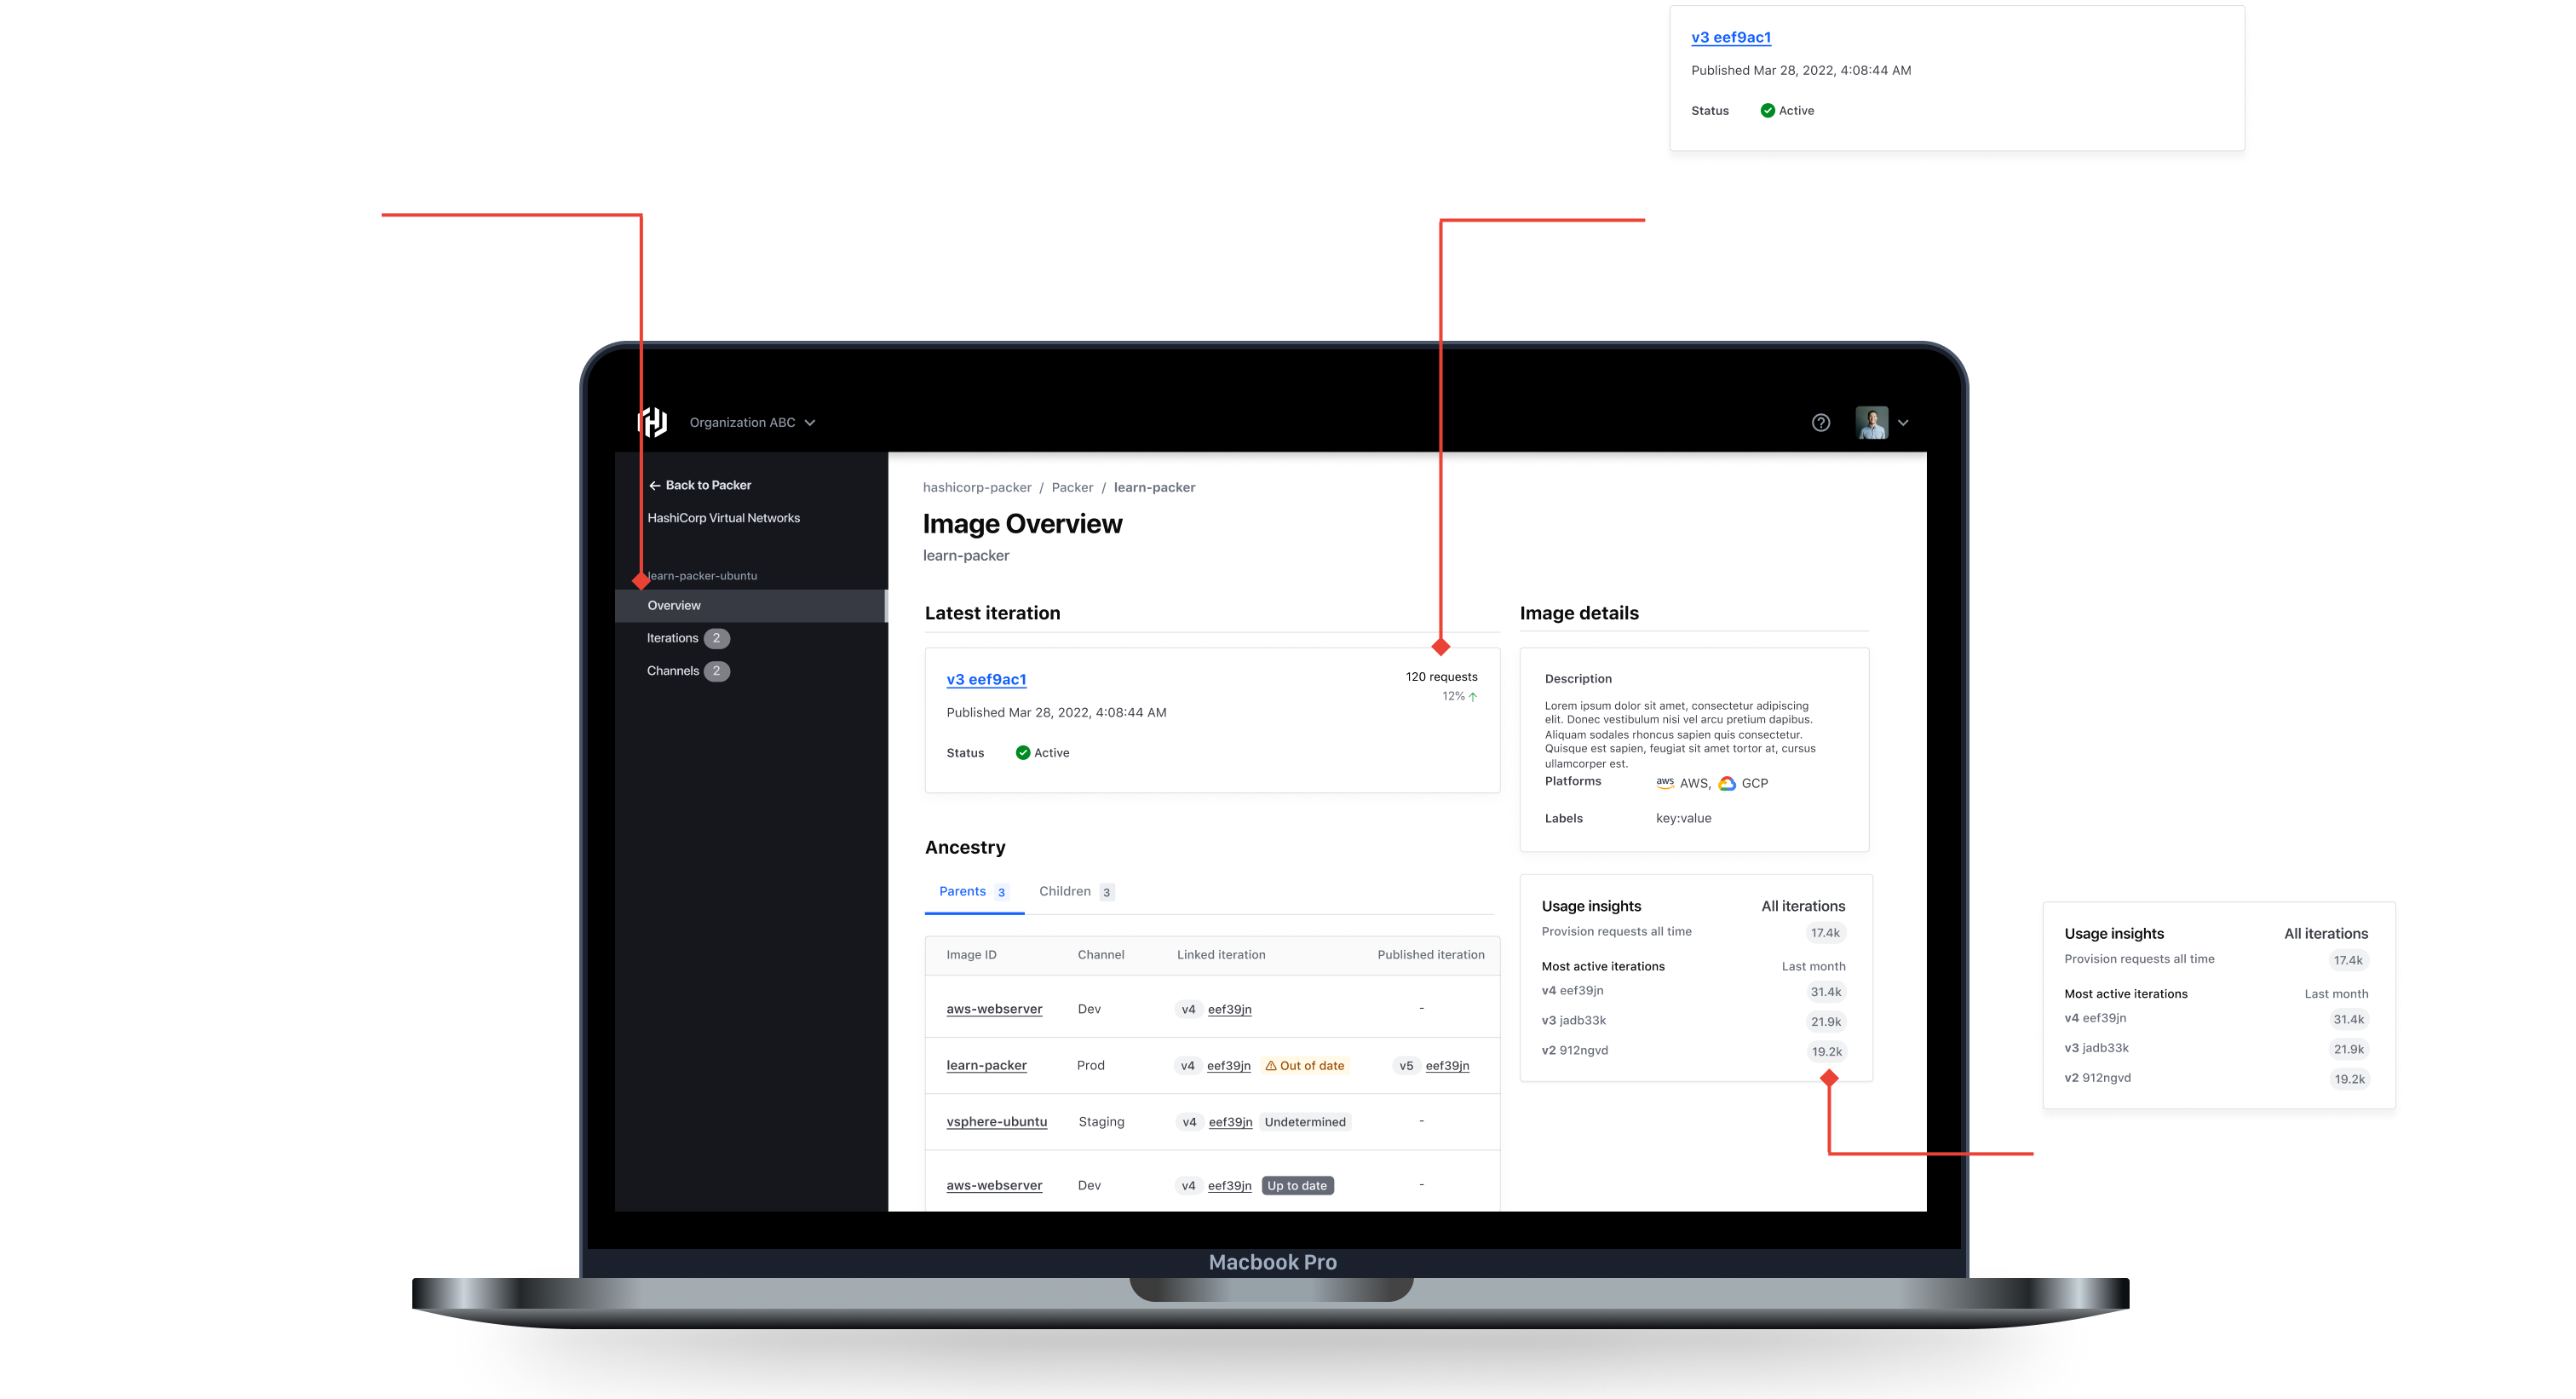 v3 eef9ac1
Published Mar 28, 2022, 4:08:44 AM
Status Active
Organization ABC
Back to Packer
HashiCorp Virtual Networks
learn-packer-ubuntu
Overview
Iterations 2
Channels 2
hashicorp-packer / Packer / learn-packer
Image Overview
learn-packer
Latest iteration
v3 eef9ac1
120 requests
12%
Published Mar 28, 2022, 4:08:44 AM
Status Active
Ancestry
Parents 3 Children 3
Image ID Channel Linked iteration Published iteration
aws-webserver Dev v4 eef39jn -
learn-packer Prod v4 eef39jn Out of date v5 eef39jn
vsphere-ubuntu Staging v4 eef39jn Undetermined -
aws-webserver Dev v4 eef39jn Up to date -
Image details
Description
Lorem ipsum dolor sit amet, consectetur adipiscing
elit. Donec vestibulum nisi vel arcu pretium dapibus.
Aliquam sodales rhoncus sapien quis consectetur.
Quisque est sapien, feugiat sit amet tortor at, cursus
ullamcorper est.
Platforms aws AWS, GCP
Labels key:value
Usage insights All iterations
Provision requests all time 17.4k
Most active iterations Last month
v4 eef39jn 31.4k
v3 jadb33k 21.9k
v2 912ngvd 19.2k
Usage insights All iterations
Provision requests all time 17.4k
Most active iterations Last month
v4 eef39jn 31.4k
v3 jadb33k 21.9k
v2 912ngvd 19.2k
Macbook Pro